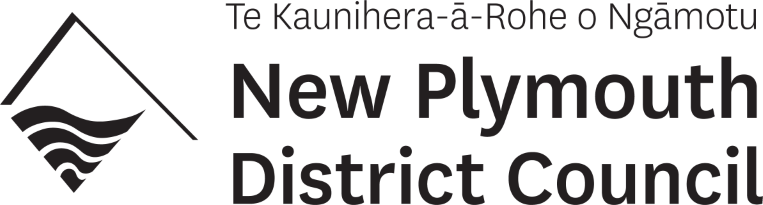 Te Kaunihera-ā-Rohe o Ngāmotu
New Plymouth
District Council